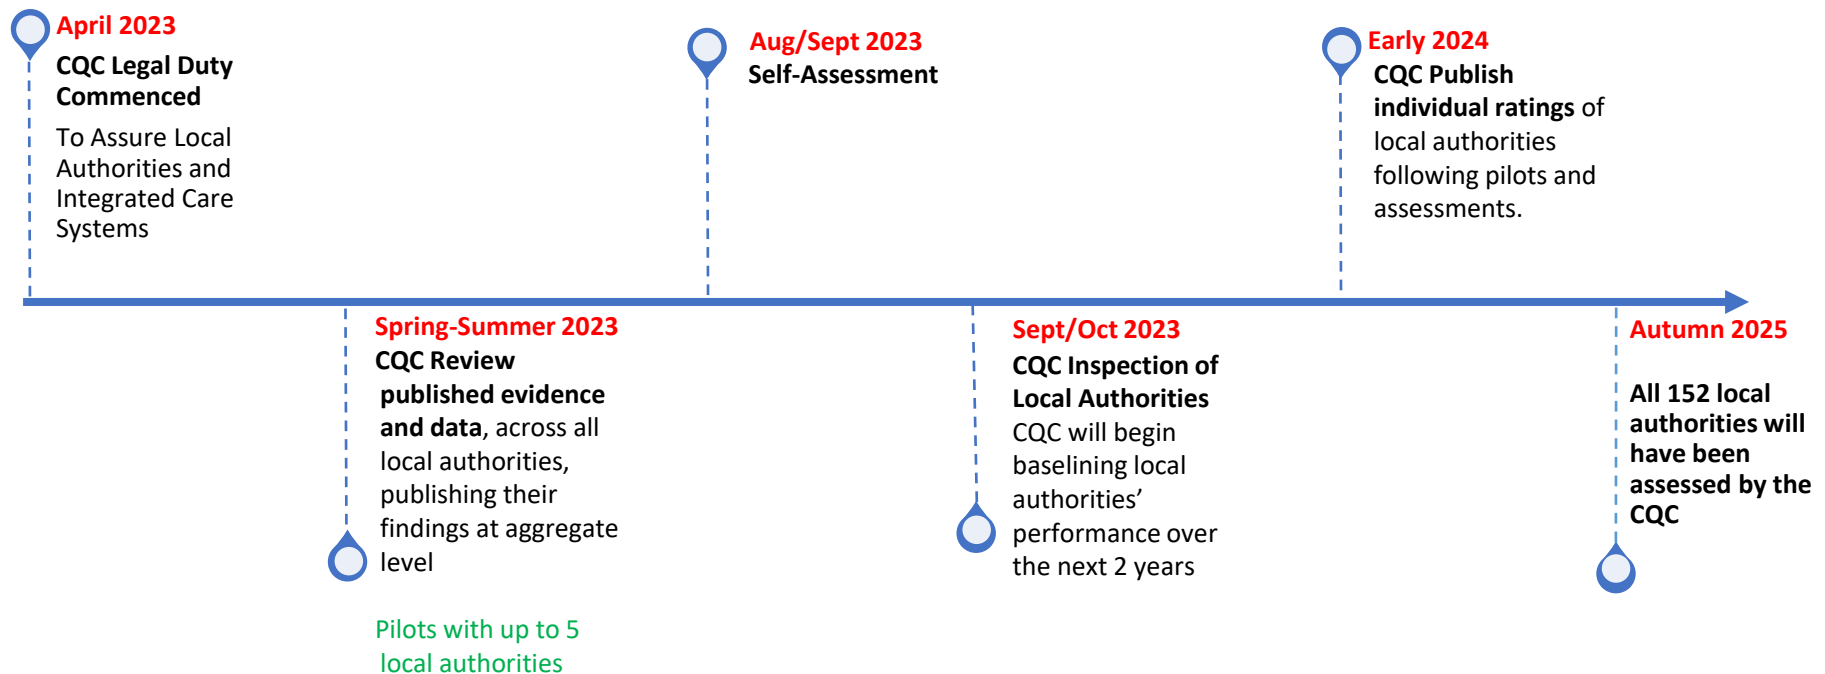 April 2023
CQC Legal Duty
Commenced
To Assure Local
Authorities and
Integrated Care
Systems
Spring-Summer 2023
CQC Review
published evidence
and data, across all
local authorities,
publishing their
findings at aggregate
level
Pilots with up to 5
local authorities
Aug/Sept 2023
Self-Assessment
Sept/Oct 2023
CQC Inspection of
Local Authorities
CQC will begin
baselining local
authorities’
performance over
the next 2 years
Early 2024
CQC Publish
individual ratings of
local authorities
following pilots and
assessments.
Autumn 2025
All 152 local
authorities will
have been
assessed by the
CQC